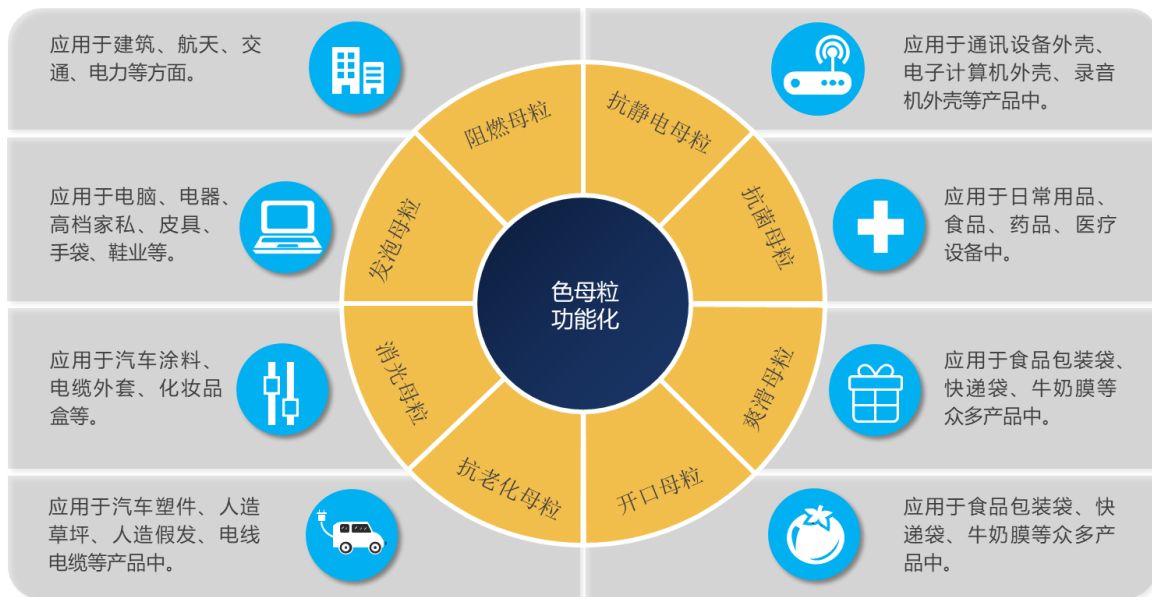 应用于建筑、航天、交
通、电力等方面。
应用于通讯设备外壳、
电子计算机外壳、录音
机外壳等产品中。
阻燃母粒
抗静电母粒
应用于电脑、电器、
高档家私、皮具、
手袋、鞋业等。
发泡母粒
抗菌母粒
应用于日常用品、
食品、药品、医疗
设备中。
色母粒
功能化
应用于汽车涂料、
电缆外套、化妆品
盒等。
消光母粒
爽滑母粒
应用于食品包装袋、
快递袋、牛奶膜等
众多产品中。
抗老化母粒
开口母粒
应用于汽车塑件、人造
草坪、人造假发、电线
电缆等产品中。
应用于食品包装袋、快
递袋、牛奶膜等众多产
品中。